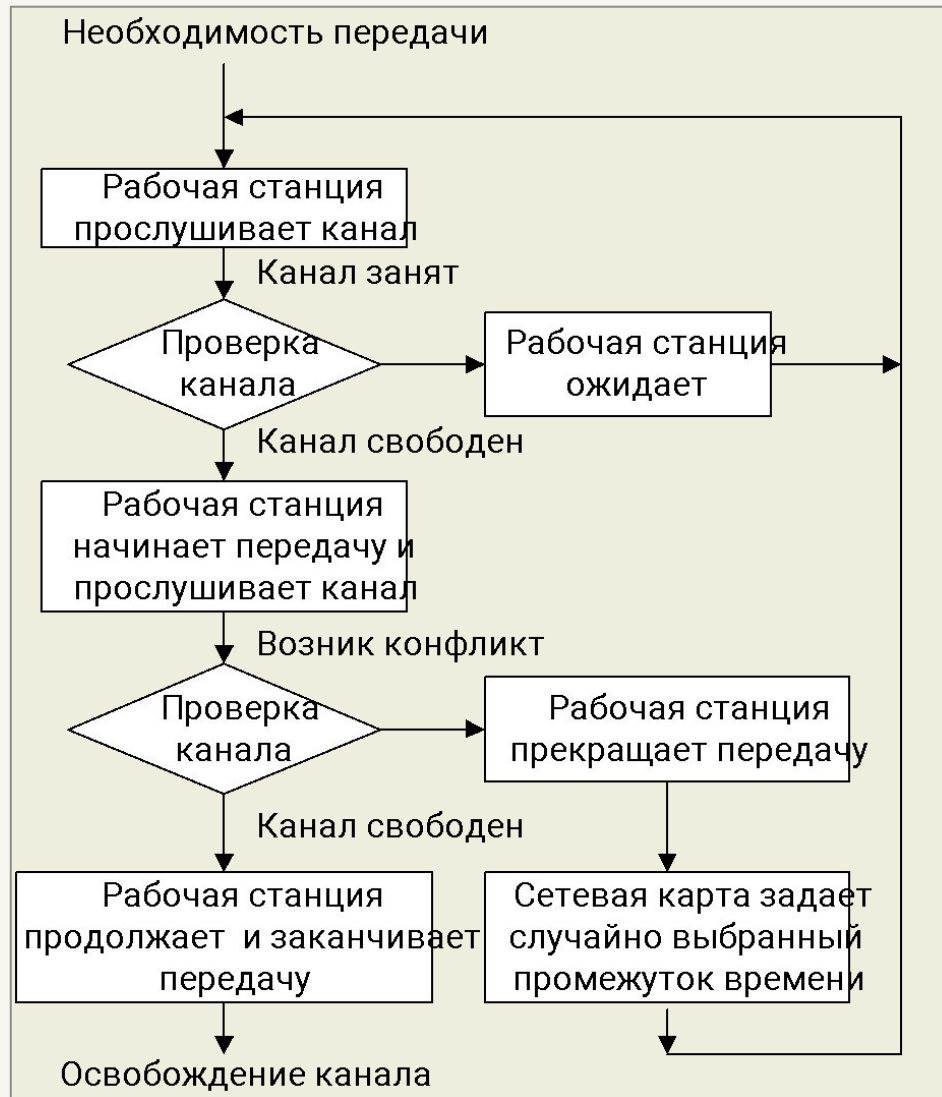 Необходимость передачи
Рабочая станция
прослушивает канал
Канал занят
Проверка
канала
Рабочая станция
ожидает
Канал свободен
Рабочая станция
начинает передачу и
прослушивает канал
Возник конфликт
Проверка
канала
Рабочая станция
прекращает передачу
Канал свободен
Рабочая станция
продолжает и заканчивает
передачу
Сетевая карта задает
случайно выбранный
промежуток времени
Освобождение канала